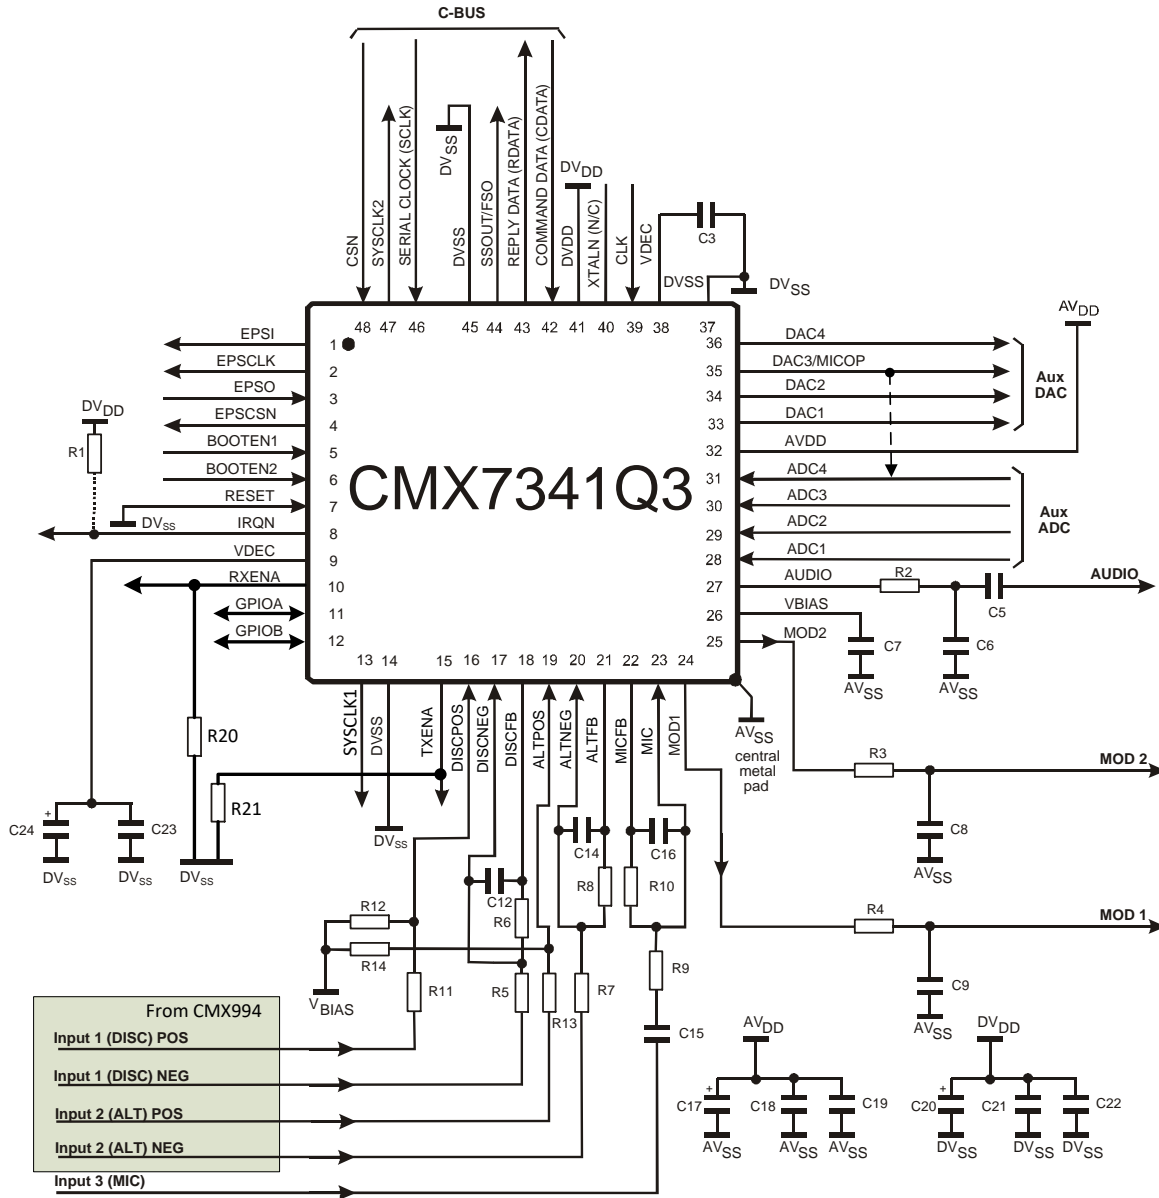 C-BUS
CSN
SYSCLK2
SERIAL CLOCK (SCLK)
DVSS
DVSS
SSOUT/FSO
REPLY DATA (RDATA)
COMMAND DATA (CDATA)
DVDD
DVDD
XTALN (N/C)
CLK
VDEC
C3
DVSS
DVSS
48 47 46 45 44 43 42 41 40 39 38 37
EPSI 1
EPSCLK 2
EPSO 3
EPSCSN 4
BOOTEN1 5
BOOTEN2 6
RESET 7
IRQN 8
VDEC 9
RXENA 10
GPIOA 11
GPIOB 12
DVDD
R1
DVSS
CMX7341Q3
36 DAC4
35 DAC3/MICOP
34 DAC2
33 DAC1
32 AVDD
31 ADC4
30 ADC3
29 ADC2
28 ADC1
27 AUDIO
26 VBIAS
25 MOD2
AVDD
Aux
DAC
Aux
ADC
R2
C5
AUDIO
C7
C6
AVSS
AVSS
13 14 15 16 17 18 19 20 21 22 23 24
SYSCLK1
DVSS
TXENA
DISCPOS
DISCNEG
DISCFB
ALTPOS
ALTNEG
ALTFB
MICFB
MIC
MOD1
AVSS
central
metal
pad
R20
R21
R3
MOD 2
C8
AVSS
+
C24
C23
DVSS
DVSS
DVSS
DVSS
C14
C16
C12
R8
R10
R12
R6
R14
R4
MOD 1
R9
R11
R5
R13
R7
C9
AVSS
VBIAS
C15
From CMX994
Input 1 (DISC) POS
Input 1 (DISC) NEG
Input 2 (ALT) POS
Input 2 (ALT) NEG
Input 3 (MIC)
AVDD
+
C17
C18
C19
AVSS
AVSS
AVSS
DVDD
+
C20
C21
C22
DVSS
DVSS
DVSS